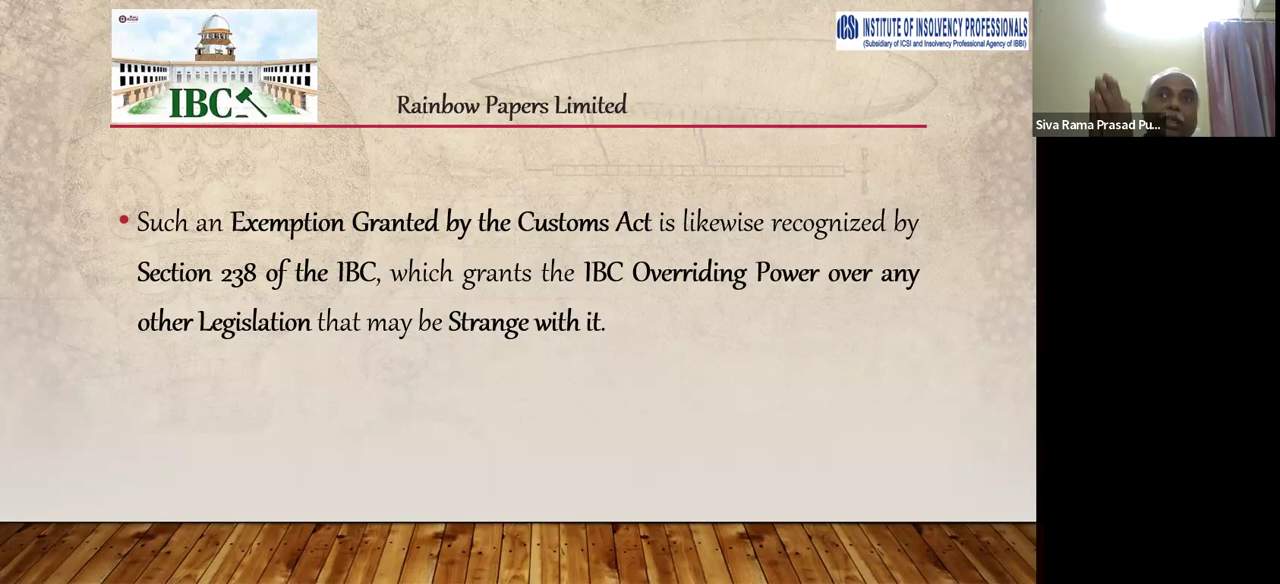 IBC
INSTITUTE OF INSOLVENCY PROFESSIONALS
(Subsidiary of ICSI and Insolvency Professional Agency of IBBI)
Rainbow Papers Limited
Siva Rama Prasad Pu...
• Such an Exemption Granted by the Customs Act is likewise recognized by
Section 238 of the IBC, which grants the IBC Overriding Power over any
other Legislation that may be Strange with it.